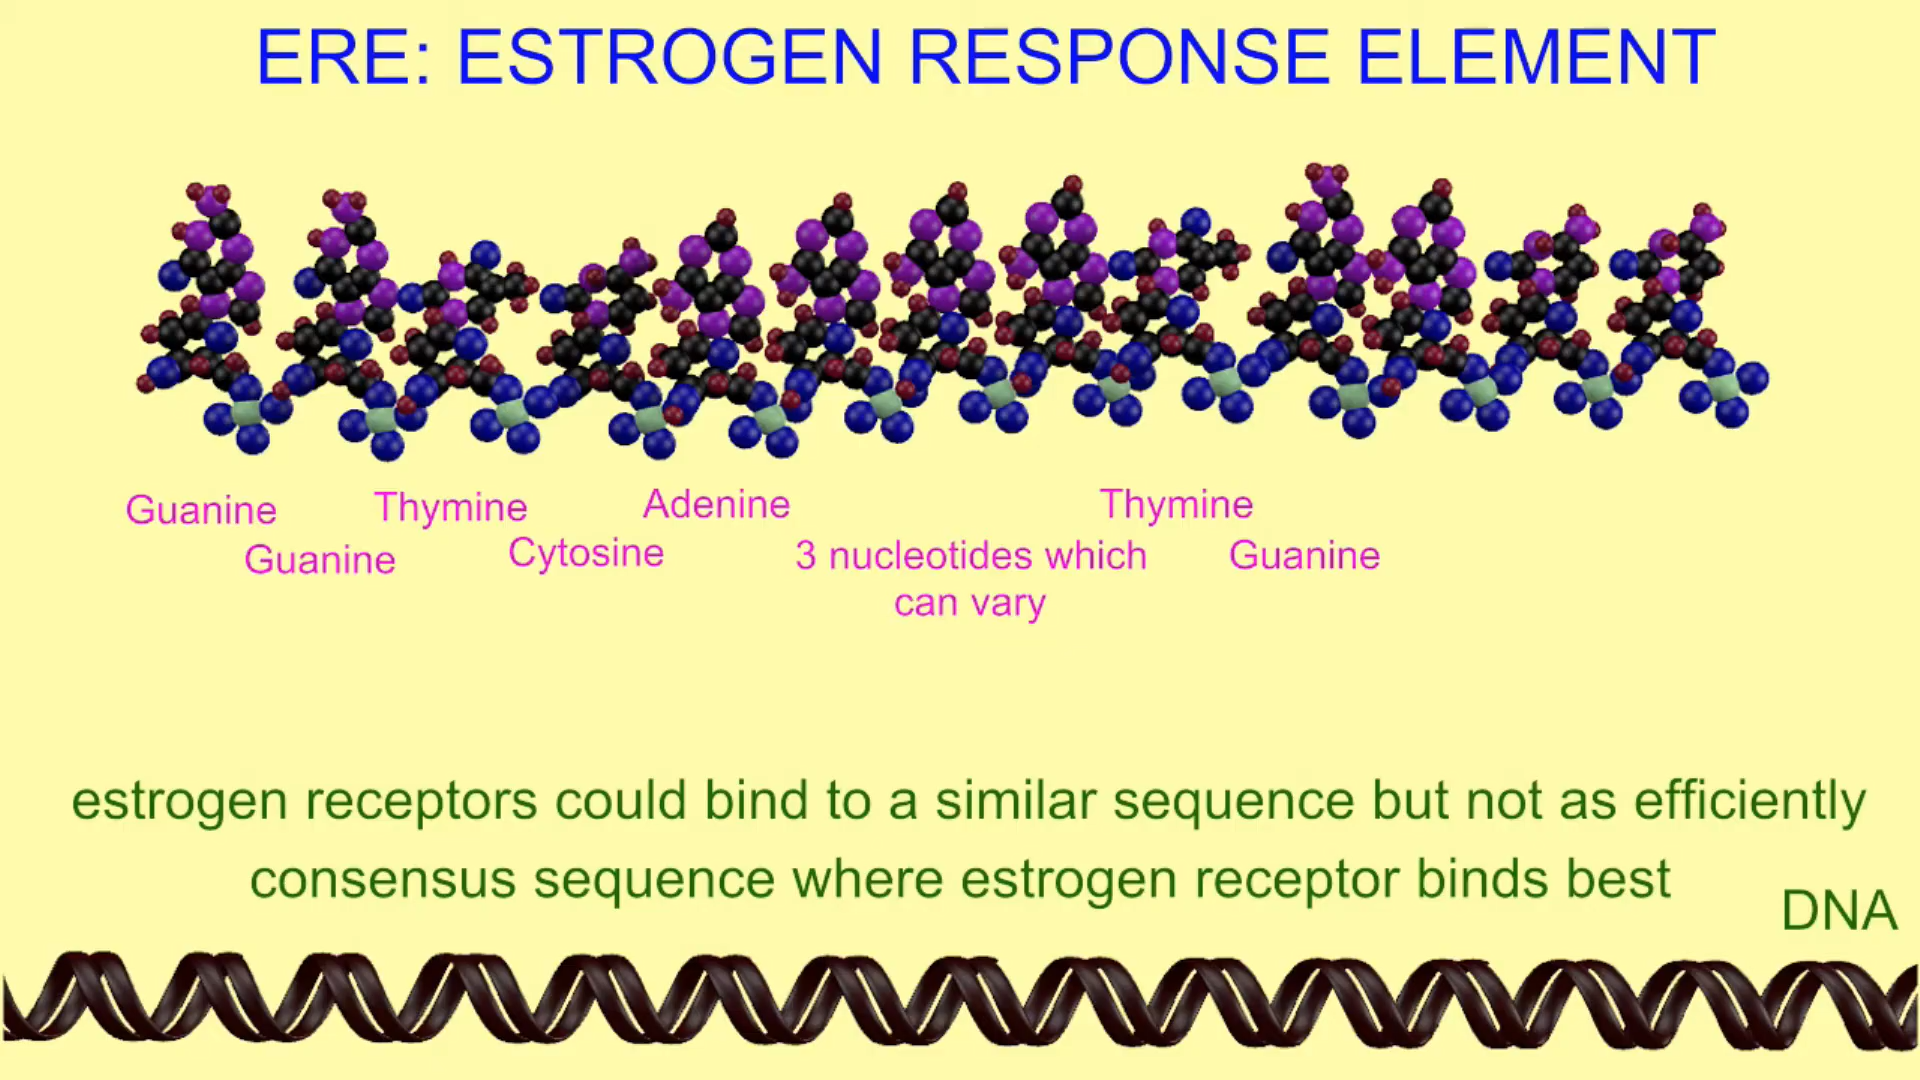 ERE: ESTROGEN RESPONSE ELEMENT
Guanine
Guanine
Thymine
Cytosine
Adenine
3 nucleotides which
can vary
Thymine
Guanine
estrogen receptors could bind to a similar sequence but not as efficiently
consensus sequence where estrogen receptor binds best
DNA